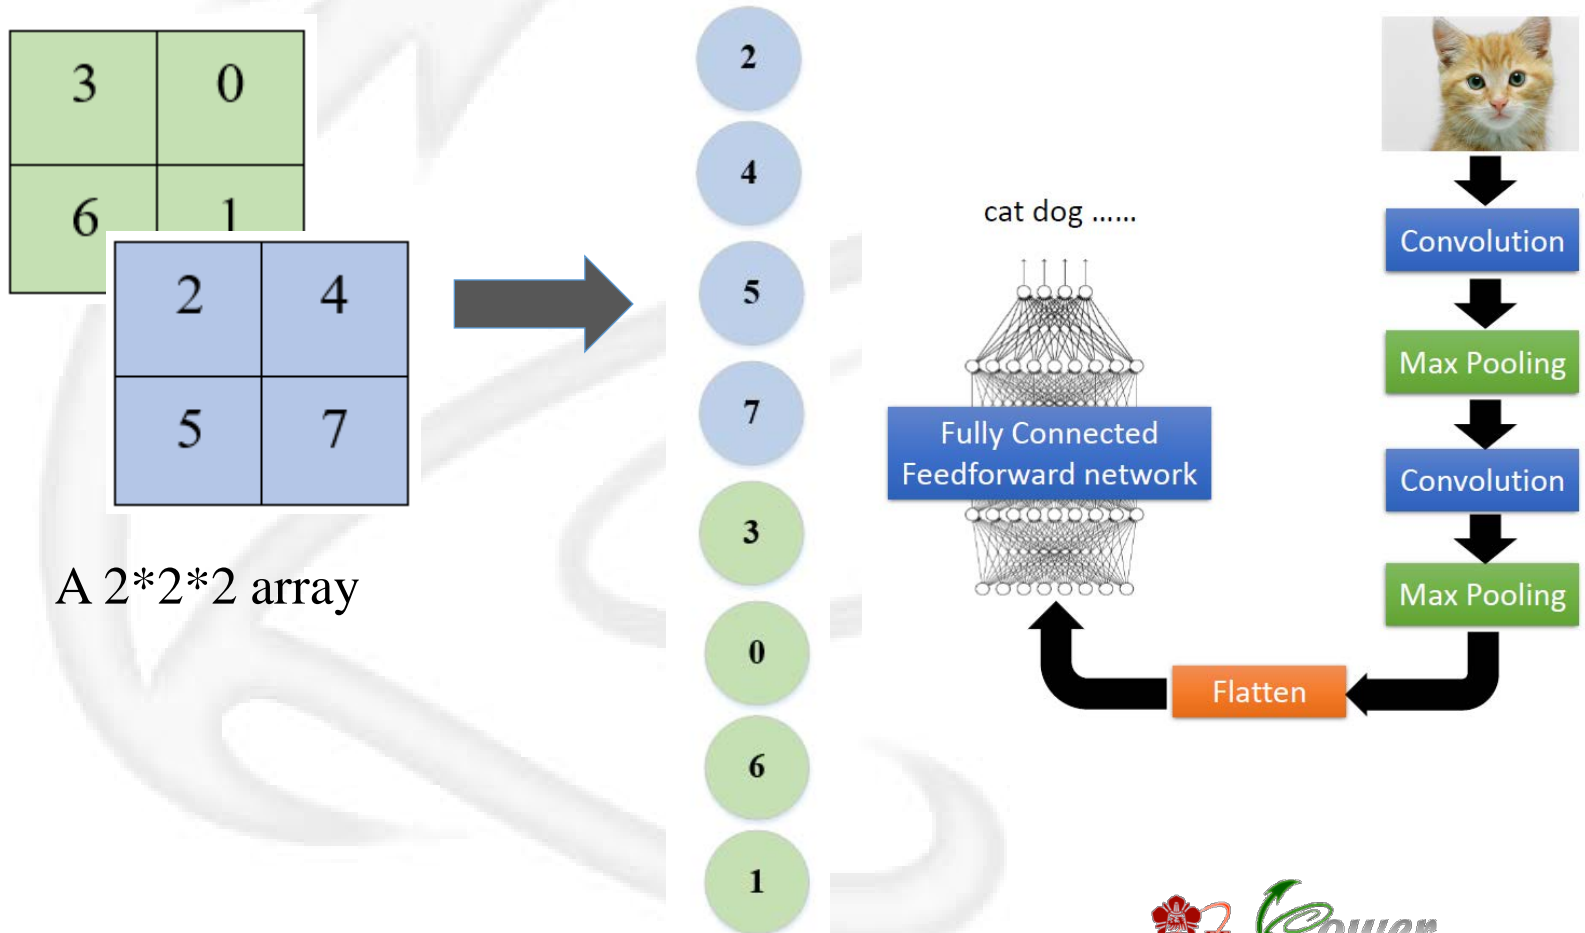 3 0
6 1
2 4
5 7
A 2*2*2 array
2
4
5
7
3
0
6
1
cat dog ......
Fully Connected
Feedforward network
Convolution
Max Pooling
Convolution
Max Pooling
Flatten